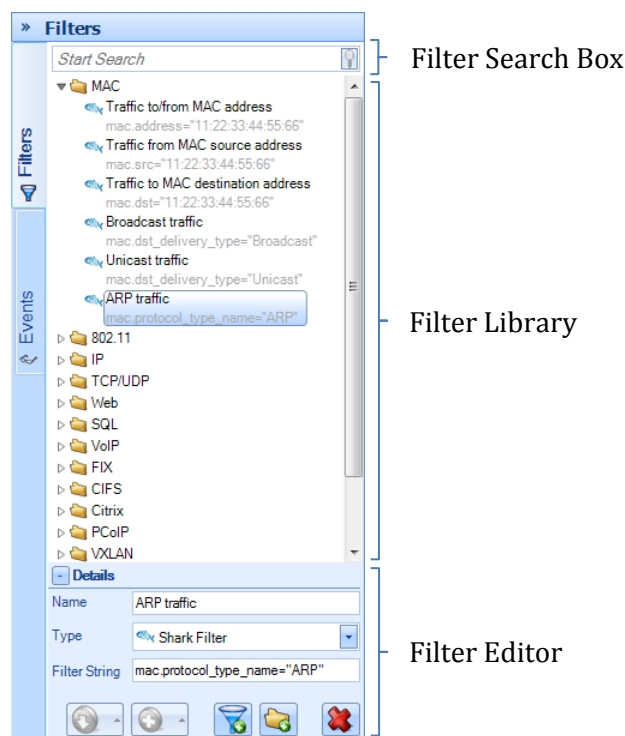 » Filters
Start Search
Filter Search Box
MAC
Traffic to/from MAC address
mac.address="11:22:33:44:55:66"
Traffic from MAC source address
mac.src="11:22:33:44:55:66"
Traffic to MAC destination address
mac.dst="11:22:33:44:55:66"
Broadcast traffic
mac.dst_delivery_type="Broadcast"
Unicast traffic
mac.dst_delivery_type="Unicast"
ARP traffic
mac.protocol_type_name="ARP"
802.11
IP
TCP/UDP
Web
SQL
VoIP
FIX
CIFS
Citrix
PCoIP
VXLAN
Filters
Events
Filter Library
- Details
Name ARP traffic
Type Shark Filter
Filter String mac.protocol_type_name="ARP"
Filter Editor